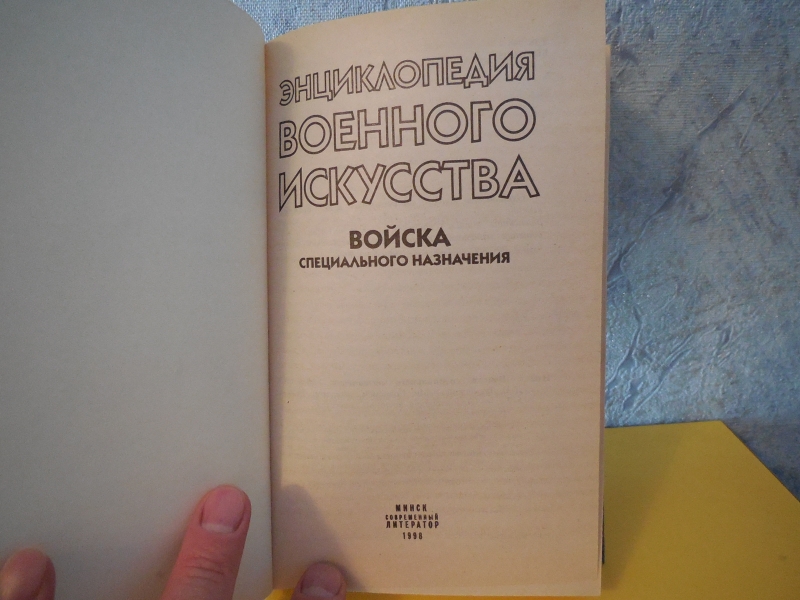 ЭНЦИКЛОПЕДИЯ
ВОЕННОГО
ИСКУССТВА
ВОЙСКА
СПЕЦИАЛЬНОГО НАЗНАЧЕНИЯ
МИНСК
СОВРЕМЕННЫЙ
ЛИТЕРАТОР
1998